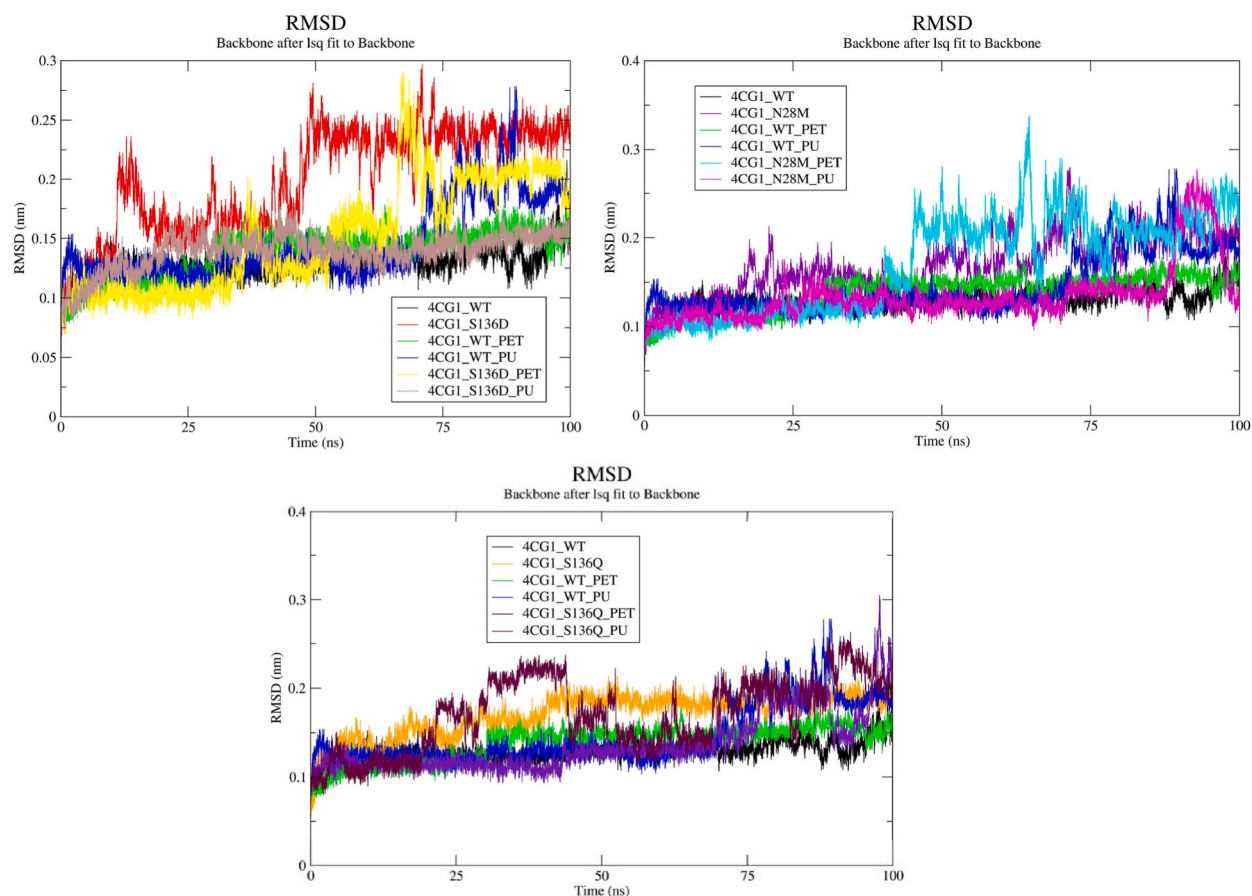 RMSD
Backbone after lsq fit to Backbone
0.3
0.25
0.2
0.15
0.1
0.05
0
RMSD (nm)
4CG1_WT
4CG1_S136D
4CG1_WT_PET
4CG1_WT_PU
4CG1_S136D_PET
4CG1_S136D_PU
0 25 50 75 100
Time (ns)
RMSD
Backbone after lsq fit to Backbone
0.4
0.3
0.2
0.1
0
RMSD (nm)
4CG1_WT
4CG1_N28M
4CG1_WT_PET
4CG1_WT_PU
4CG1_N28M_PET
4CG1_N28M_PU
0 25 50 75 100
Time (ns)
RMSD
Backbone after lsq fit to Backbone
0.4
0.3
0.2
0.1
0
RMSD (nm)
4CG1_WT
4CG1_S136Q
4CG1_WT_PET
4CG1_WT_PU
4CG1_S136Q_PET
4CG1_S136Q_PU
0 25 50 75 100
Time (ns)